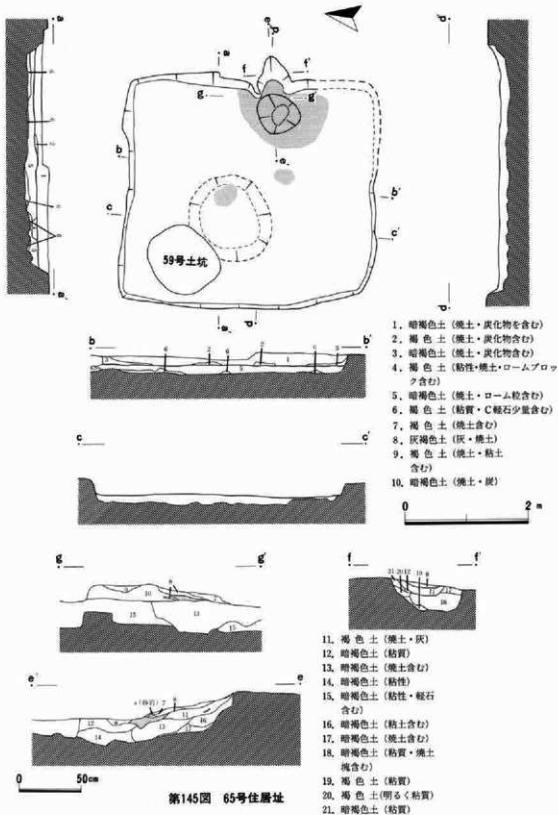 59号土坑
1. 暗褐色土 (焼土・炭化物を含む)
2. 褐 色 土 (焼土・炭化物含む)
3. 暗褐色土 (焼土・炭化物含む)
4. 褐 色 土 (粘性・焼土・ロームブロッ
ク含む)
5. 暗褐色土 (焼土・ローム粒含む)
6. 褐 色 土 (粘質・C軽石少量含む)
7. 褐 色 土 (焼土含む)
8. 灰褐色土 (灰・焼土)
9. 褐 色 土 (焼土・粘土
含む)
10. 暗褐色土 (焼土・炭)
0 2 m
11. 褐 色 土 (焼土・灰)
12. 暗褐色土 (粘質)
13. 暗褐色土 (焼土含む)
14. 暗褐色土 (粘性)
15. 暗褐色土 (粘性・軽石
含む)
16. 暗褐色土 (粘土含む)
17. 暗褐色土 (焼土含む)
18. 暗褐色土 (粘質・焼土
塊含む)
19. 褐 色 土 (粘質)
20. 褐 色 土 (明るく粘質)
21. 暗褐色土 (粘質)
0 50cm
第145図 65号住居址